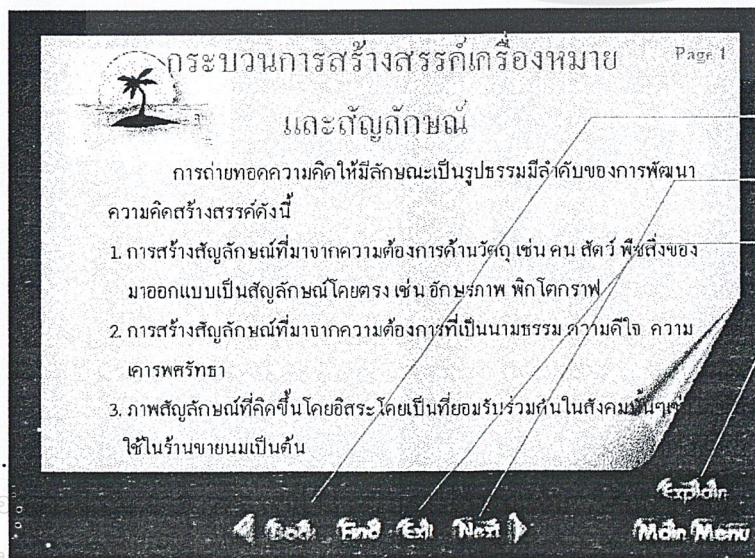 กระบวนการสร้างสรรค์เครื่องหมาย
Page 1
และสัญลักษณ์
การถ่ายทอดความคิดให้มีลักษณะเป็นรูปธรรมมีลำดับของการพัฒนา
ความคิดสร้างสรรค์ดังนี้
1. การสร้างสัญลักษณ์ที่มาจากความต้องการด้านวัตถุ เช่น คน สัตว์ พืชสิ่งของ
มาออกแบบเป็นสัญลักษณ์โดยตรง เช่น อักษรภาพ พิกโตกราฟ
2. การสร้างสัญลักษณ์ที่มาจากความต้องการที่เป็นนามธรรม ความดีใจ ความ
เคารพศรัทธา
3. ภาพสัญลักษณ์ที่คิดขึ้นโดยอิสระโดยเป็นที่ยอมรับร่วมกันในสังคมนั้นๆเช่น
ใช้ในร้านขายนมเป็นต้น
Explain
Back Find Exit Next Main Menu